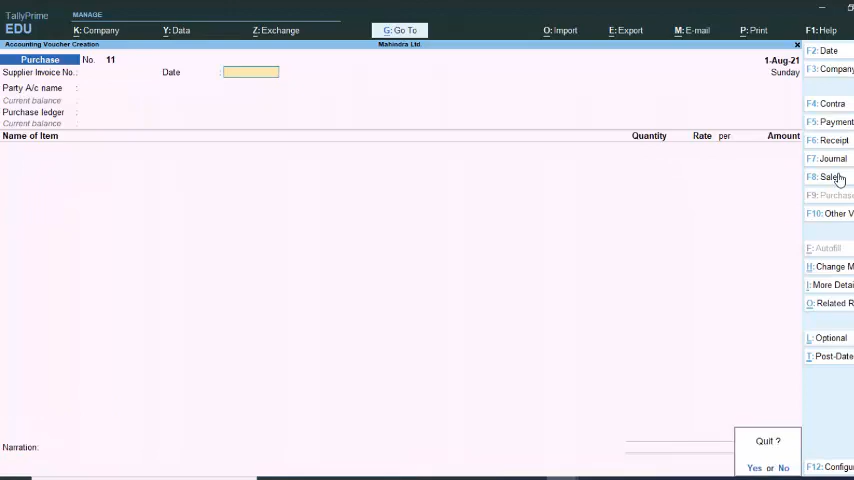 TallyPrime
EDU
MANAGE
K: Company
Y: Data
Z: Exchange
G: Go To
O: Import
E: Export
M: E-mail
P: Print
F1: Help
Accounting Voucher Creation
Mahindra Ltd.
x
Purchase No. 11
1-Aug-21
Supplier Invoice No.: Date :
Sunday
Party A/c name :
Current balance :
Purchase ledger :
Current balance :
Name of Item Quantity Rate per Amount
Narration:
Quit ?
Yes or No
F2: Date
F3: Company
F4: Contra
F5: Payment
F6: Receipt
F7: Journal
F8: Sales
F9: Purchase
F10: Other V
F: Autofill
H: Change M
I: More Detai
O: Related R
L: Optional
T: Post-Date
F12: Configu